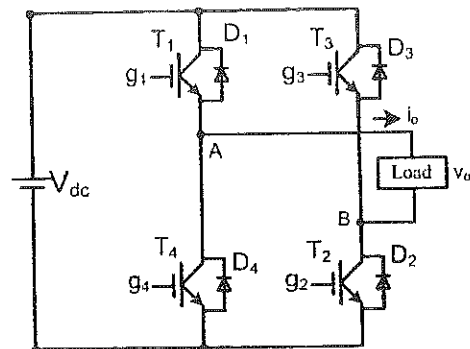 T1 D1 T3 D3
g1 g3
io
A
Load vo
Vdc
B
T4 D4 T2 D2
g4 g2